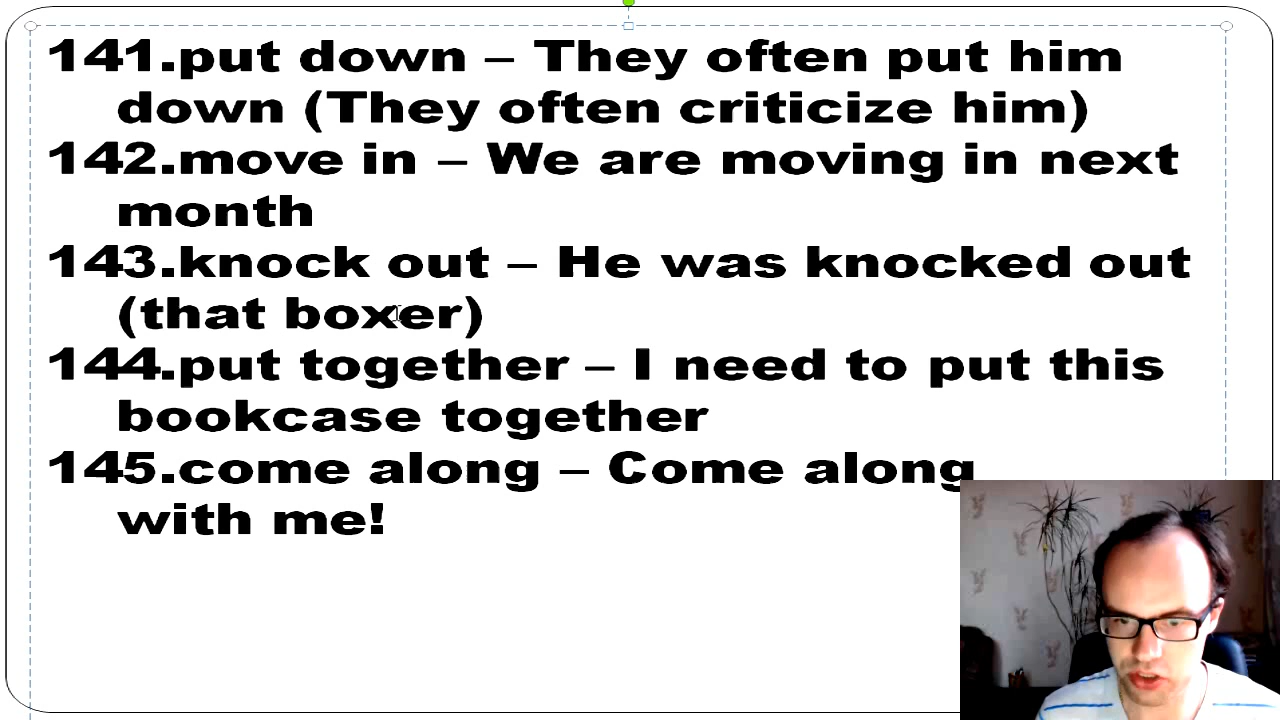 141.put down – They often put him
down (They often criticize him)
142.move in – We are moving in next
month
143.knock out – He was knocked out
(that boxer)
144.put together – I need to put this
bookcase together
145.come along – Come along
with me!